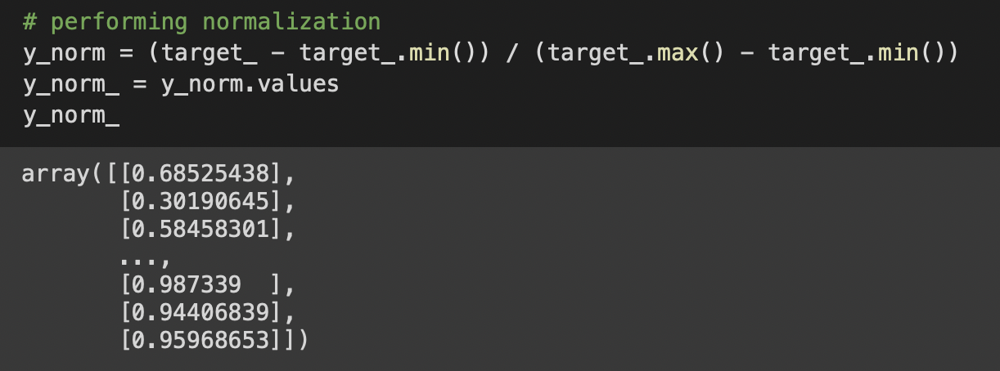 # performing normalization
y_norm = (target_ - target_.min()) / (target_.max() - target_.min())
y_norm_ = y_norm.values
y_norm_
array([[0.68525438],
       [0.30190645],
       [0.58458301],
       ...,
       [0.987339  ],
       [0.94406839],
       [0.95968653]])